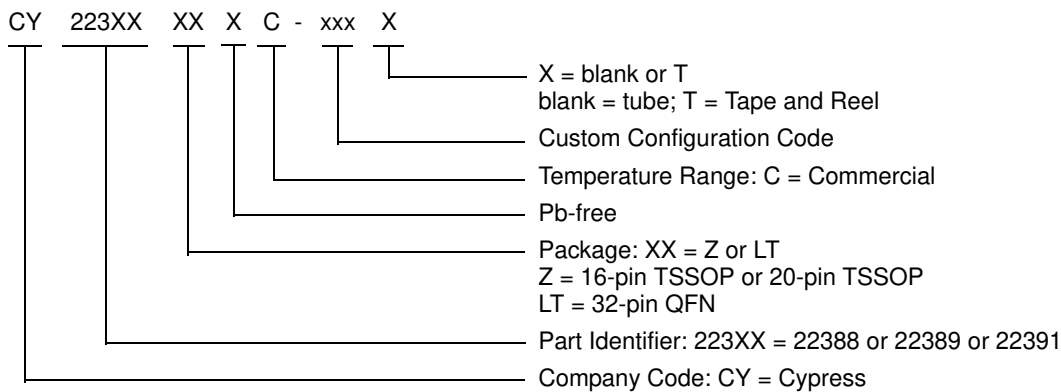 CY 223XX XX X C - xxx X
X = blank or T
blank = tube; T = Tape and Reel
Custom Configuration Code
Temperature Range: C = Commercial
Pb-free
Package: XX = Z or LT
Z = 16-pin TSSOP or 20-pin TSSOP
LT = 32-pin QFN
Part Identifier: 223XX = 22388 or 22389 or 22391
Company Code: CY = Cypress